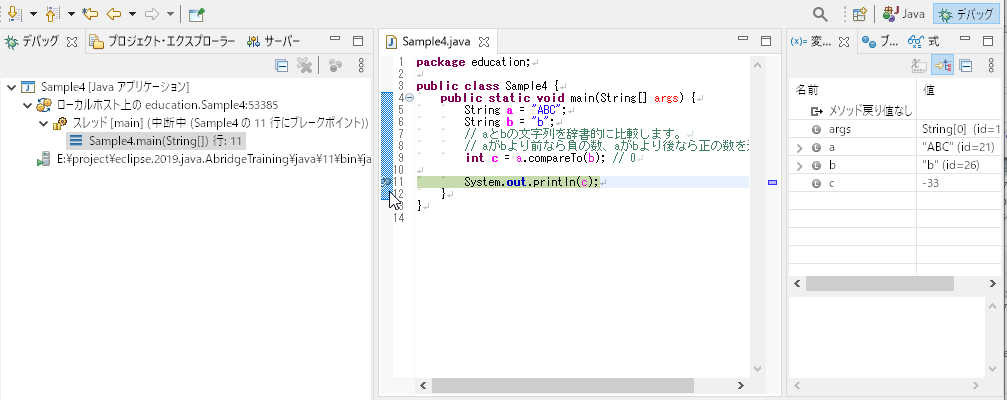 Java
デバッグ
デバッグ
プロジェクト・エクスプローラー
サーバー
Sample4 [Java アプリケーション]
ローカルホスト上の education.Sample4:53385
スレッド [main] (中断中 (Sample4 の 11 行にブレークポイント))
Sample4.main(String[]) 行: 11
E:¥project¥eclipse.2019.java.AbridgeTraining¥java¥11¥bin¥ja
Sample4.java
1 package education;
2
3 public class Sample4 {
4 public static void main(String[] args) {
5 String a = "ABC";
6 String b = "b";
7 // aとbの文字列を辞書的に比較します。
8 // aがbより前なら負の数、aがbより後なら正の数を
9 int c = a.compareTo(b); // 0
10
11 System.out.println(c);
12 }
13 }
14
(x)= 変...
ブ...
式
名前 値
メソッド戻り値なし
args String[0] (id=1
a "ABC" (id=21)
b "b" (id=26)
c -33